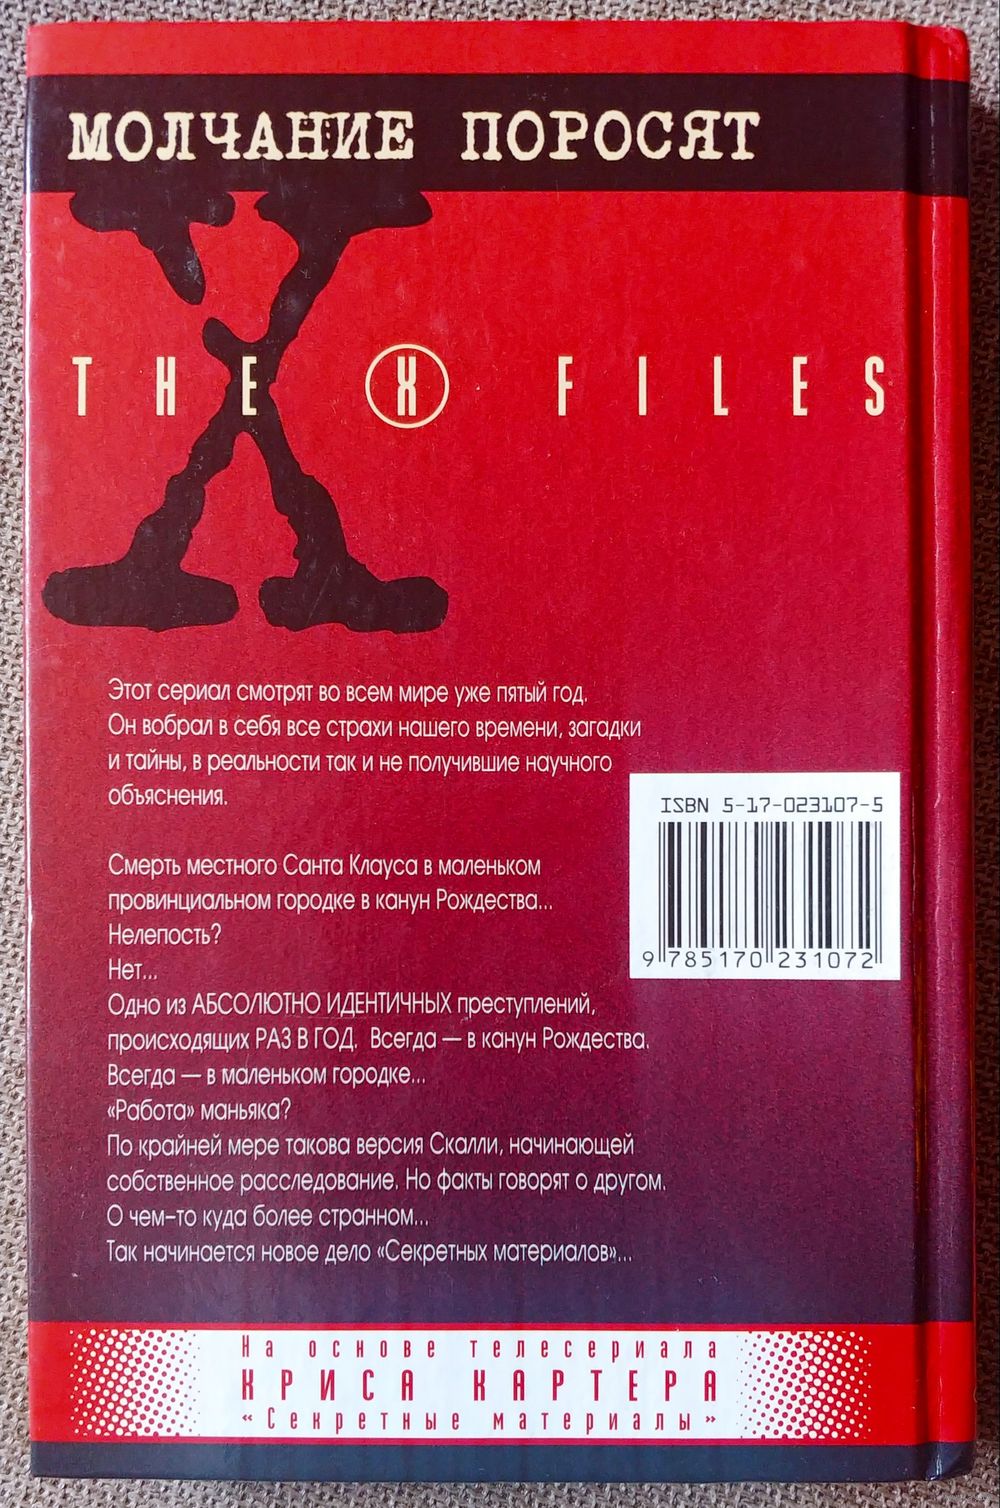 МОЛЧАНИЕ ПОРОСЯТ
THE X FILES
Этот сериал смотрят во всем мире уже пятый год.
Он вобрал в себя все страхи нашего времени, загадки
и тайны, в реальности так и не получившие научного
объяснения.
ISBN 5-17-023107-5
9 785170 231072
Смерть местного Санта Клауса в маленьком
провинциальном городке в канун Рождества...
Нелепость?
Нет...
Одно из АБСОЛЮТНО ИДЕНТИЧНЫХ преступлений,
происходящих РАЗ В ГОД. Всегда — в канун Рождества.
Всегда — в маленьком городке...
«Работа» маньяка?
По крайней мере такова версия Скалли, начинающей
собственное расследование. Но факты говорят о другом.
О чем-то куда более странном...
Так начинается новое дело «Секретных материалов»...
На основе телесериала
КРИСА КАРТЕРА
"Секретные материалы"